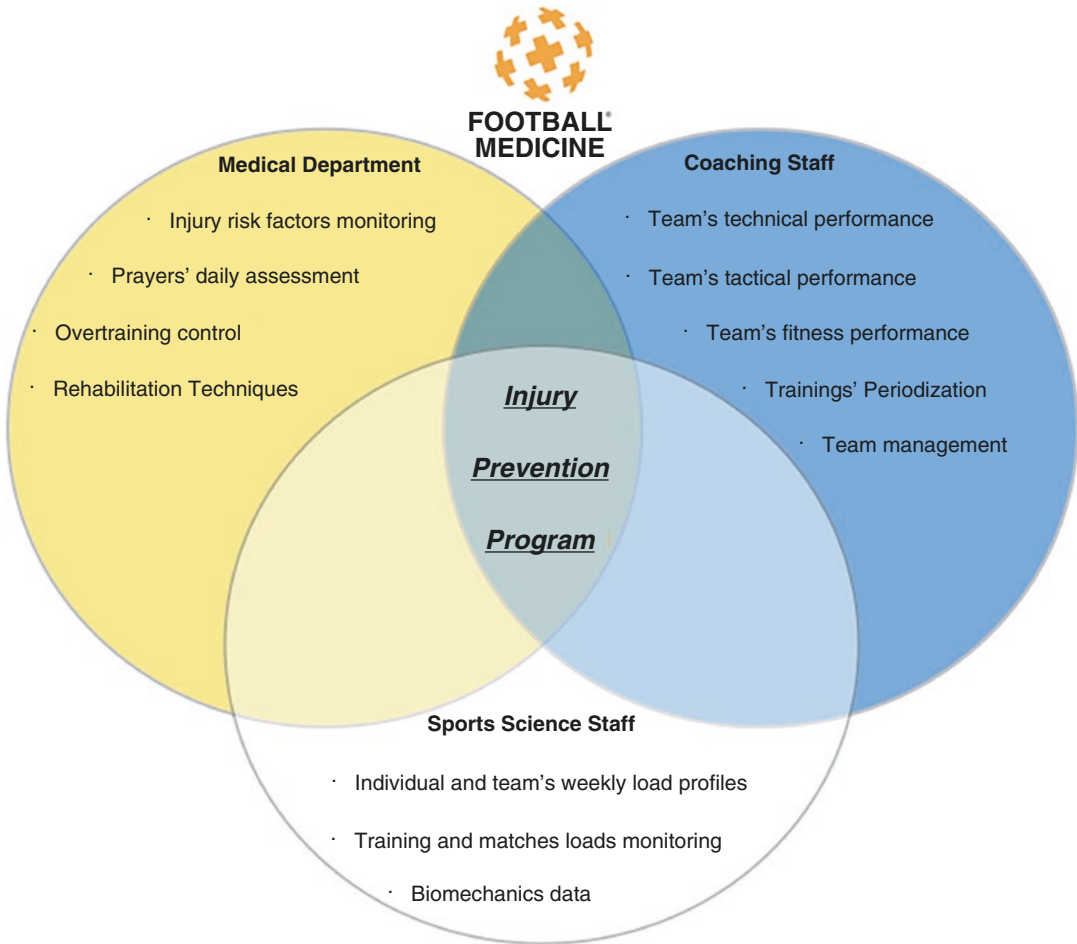 FOOTBALL®
MEDICINE
Medical Department
· Injury risk factors monitoring
· Prayers’ daily assessment
· Overtraining control
· Rehabilitation Techniques
Coaching Staff
· Team’s technical performance
· Team’s tactical performance
· Team’s fitness performance
· Trainings’ Periodization
· Team management
Injury
Prevention
Program
Sports Science Staff
· Individual and team’s weekly load profiles
· Training and matches loads monitoring
· Biomechanics data